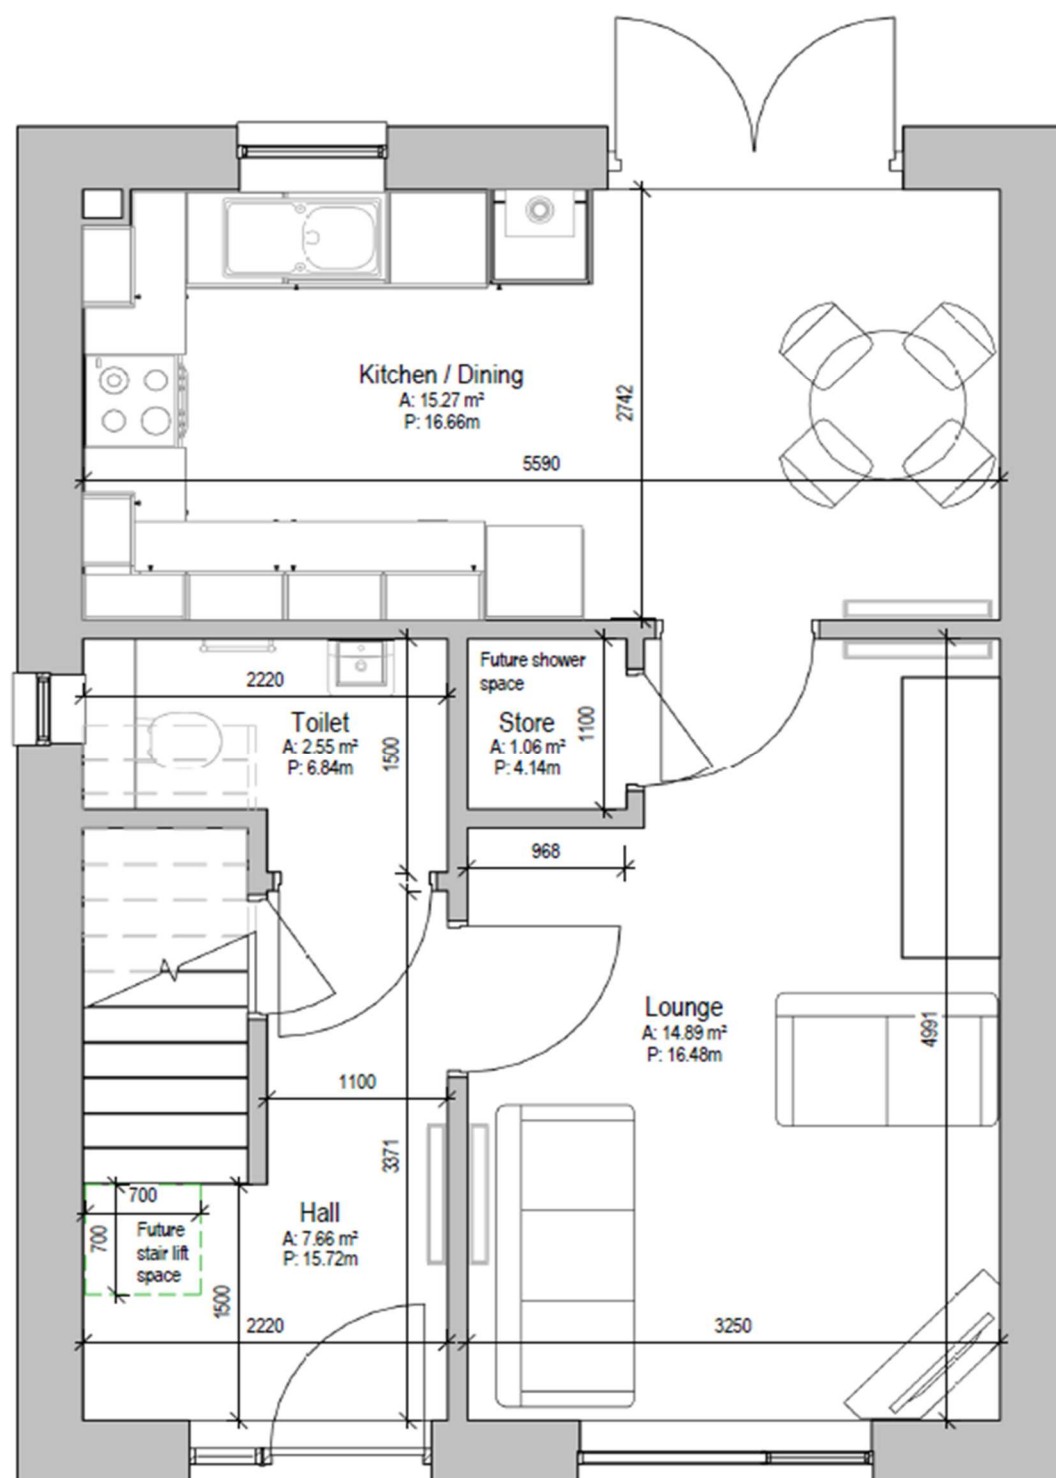 Kitchen / Dining
A: 15.27 m²
P: 16.66m
2742
5590
2220
Toilet
A: 2.55 m²
P: 6.84m
1500
Future shower
space
Store
A: 1.06 m²
P: 4.14m
1100
968
Lounge
A: 14.89 m²
P: 16.48m
4991
1100
3371
700
700
Future
stair lift
space
Hall
A: 7.66 m²
P: 15.72m
1500
2220
3250